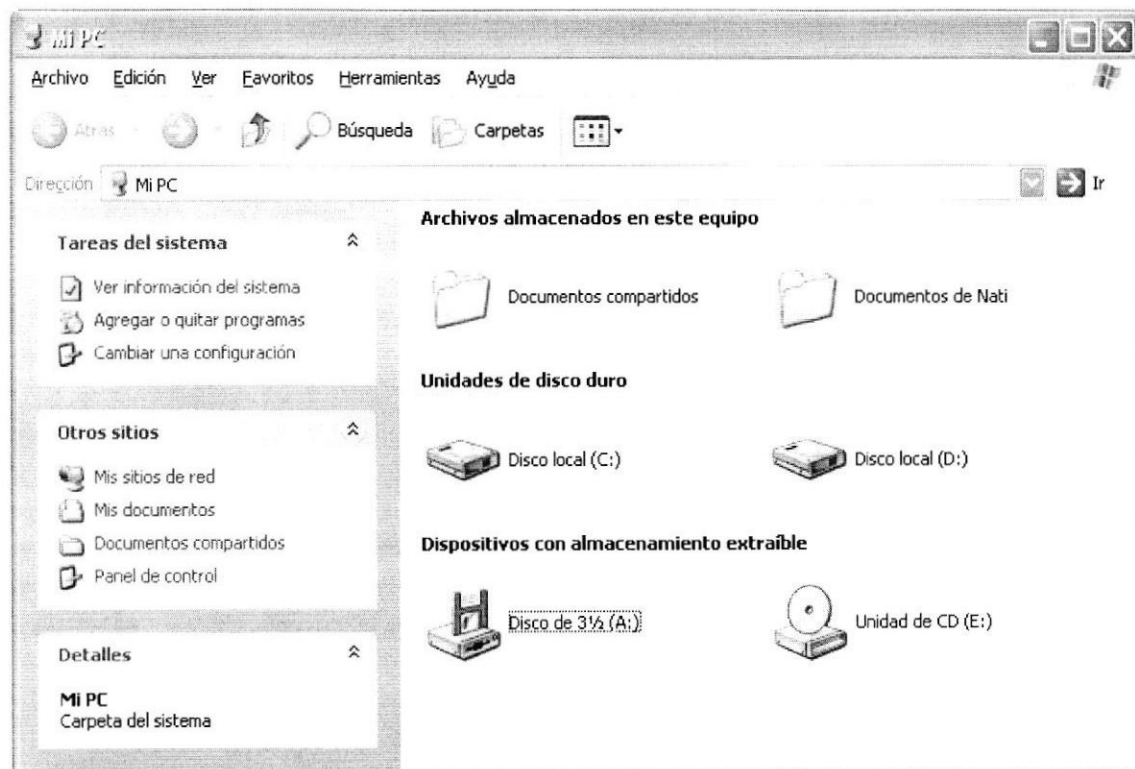 Mi PC
Archivo Edición Ver Favoritos Herramientas Ayuda
Atrás Búsqueda Carpetas
Dirección Mi PC Ir
Tareas del sistema
Ver información del sistema
Agregar o quitar programas
Cambiar una configuración
Otros sitios
Mis sitios de red
Mis documentos
Documentos compartidos
Panel de control
Detalles
Mi PC
Carpeta del sistema
Archivos almacenados en este equipo
Documentos compartidos Documentos de Nati
Unidades de disco duro
Disco local (C:) Disco local (D:)
Dispositivos con almacenamiento extraíble
Disco de 3½ (A:) Unidad de CD (E:)